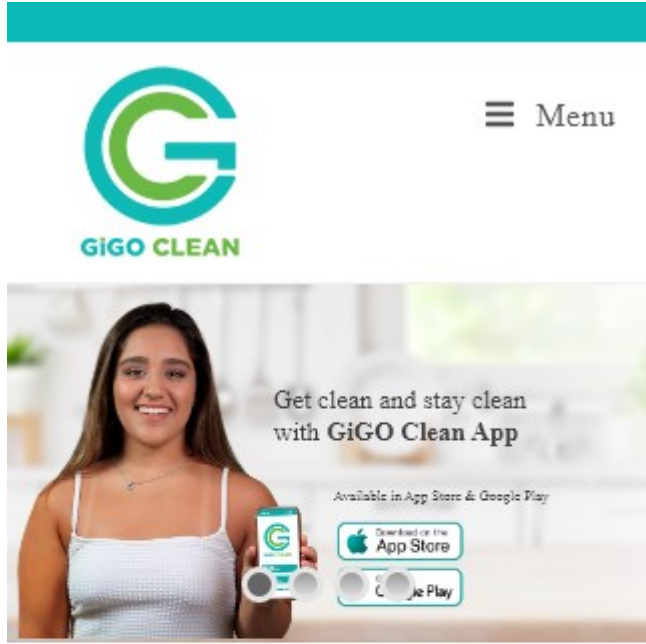 GiGO CLEAN
Menu
Get clean and stay clean
with GiGO Clean App
Available in App Store & Google Play
Download on the
App Store
Play